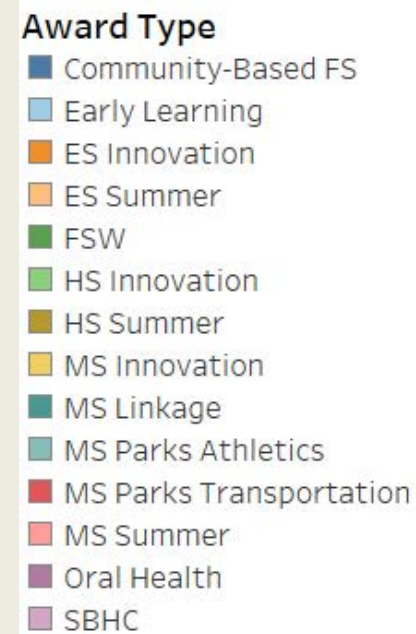 Award Type
Community-Based FS
Early Learning
ES Innovation
ES Summer
FSW
HS Innovation
HS Summer
MS Innovation
MS Linkage
MS Parks Athletics
MS Parks Transportation
MS Summer
Oral Health
SBHC